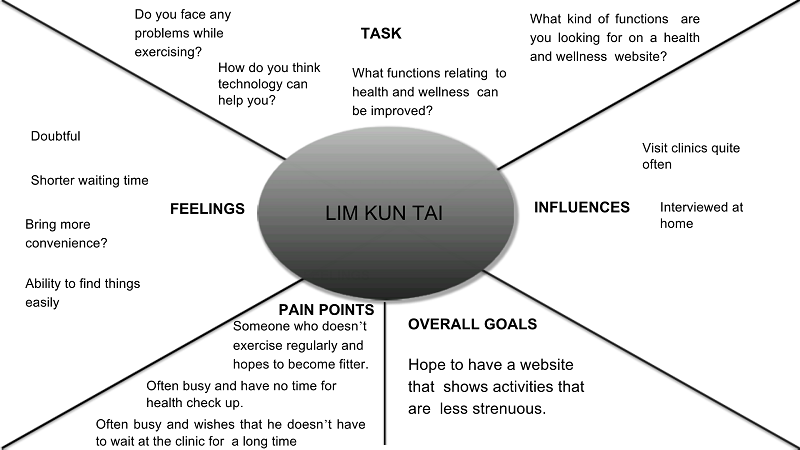 Do you face any
problems while
exercising?
How do you think
technology can
help you?
TASK
What functions relating to
health and wellness can
be improved?
What kind of functions are
you looking for on a health
and wellness website?
Doubtful
Shorter waiting time
Bring more
convenience?
Ability to find things
easily
FEELINGS
LIM KUN TAI
INFLUENCES
Visit clinics quite
often
Interviewed at
home
PAIN POINTS
Someone who doesn't
exercise regularly and
hopes to become fitter.
Often busy and have no time for
health check up.
Often busy and wishes that he doesn't have
to wait at the clinic for a long time
OVERALL GOALS
Hope to have a website
that shows activities that
are less strenuous.